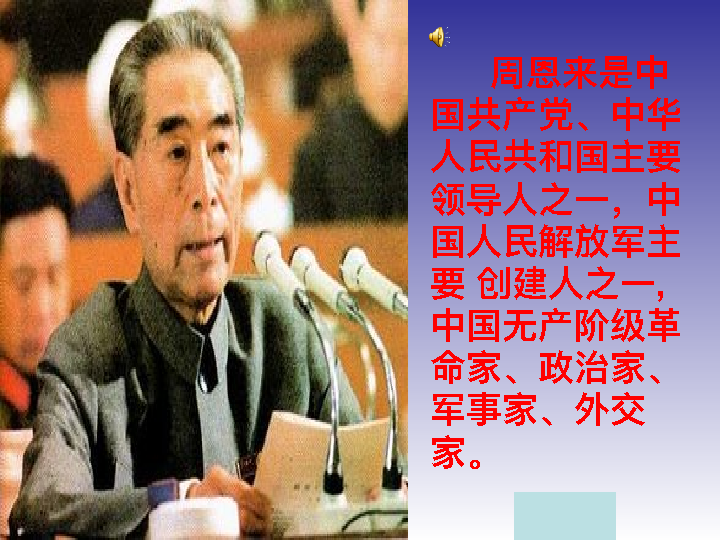 周恩来是中
国共产党、中华
人民共和国主要
领导人之一，中
国人民解放军主
要 创建人之一，
中国无产阶级革
命家、政治家、
军事家、外交
家。